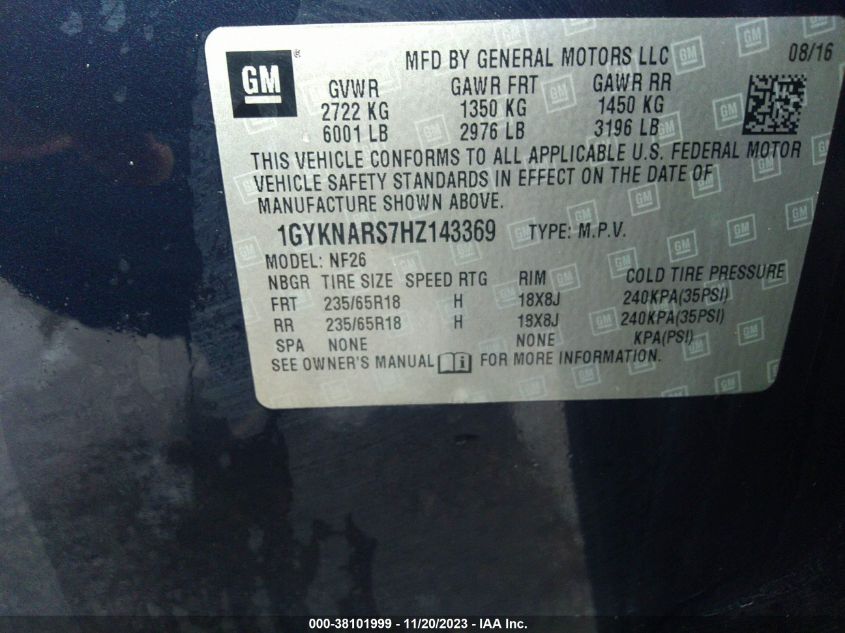 GM
MFD BY GENERAL MOTORS LLC 08/16
GVWR GAWR FRT GAWR RR
2722 KG 1350 KG 1450 KG
6001 LB 2976 LB 3196 LB
THIS VEHICLE CONFORMS TO ALL APPLICABLE U.S. FEDERAL MOTOR
VEHICLE SAFETY STANDARDS IN EFFECT ON THE DATE OF
MANUFACTURE SHOWN ABOVE.
1GYKNARS7HZ143369 TYPE: M.P.V.
MODEL: NF26
NBGR TIRE SIZE SPEED RTG RIM COLD TIRE PRESSURE
FRT 235/65R18 H 18X8J 240KPA(35PSI)
RR 235/65R18 H 18X8J 240KPA(35PSI)
SPA NONE NONE KPA(PSI)
SEE OWNER'S MANUAL FOR MORE INFORMATION.
000-38101999 - 11/20/2023 - IAA Inc.